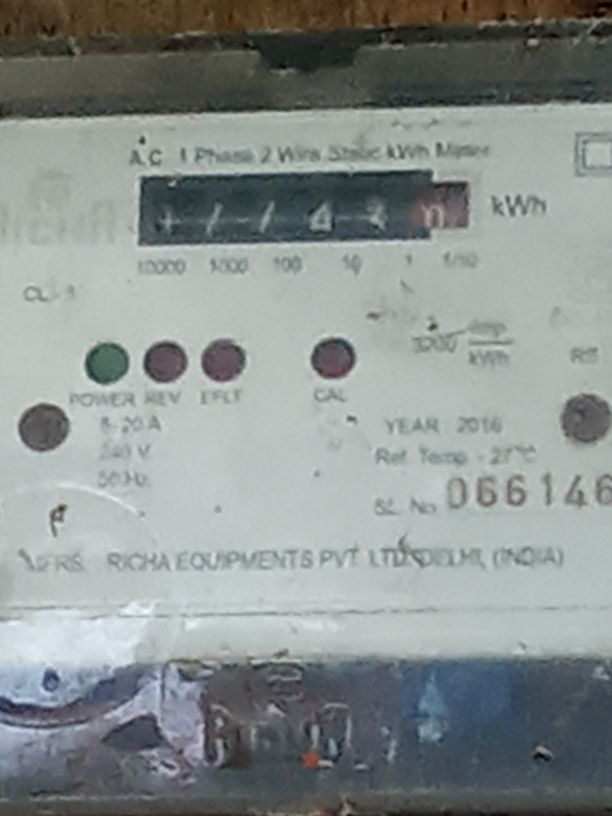 A.C. 1 Phase 2 Wire Static kWh Meter
kWh
10000 1000 100 10 1 1/10
CL - 1
3200 imp/kWh
POWER REV EFLT CAL
5-20 A
240 V
50 Hz.
YEAR 2016
Ref. Temp - 27°C
SL. No. 066146
MFRS. RICHA EQUIPMENTS PVT. LTD. DELHI, (INDIA)